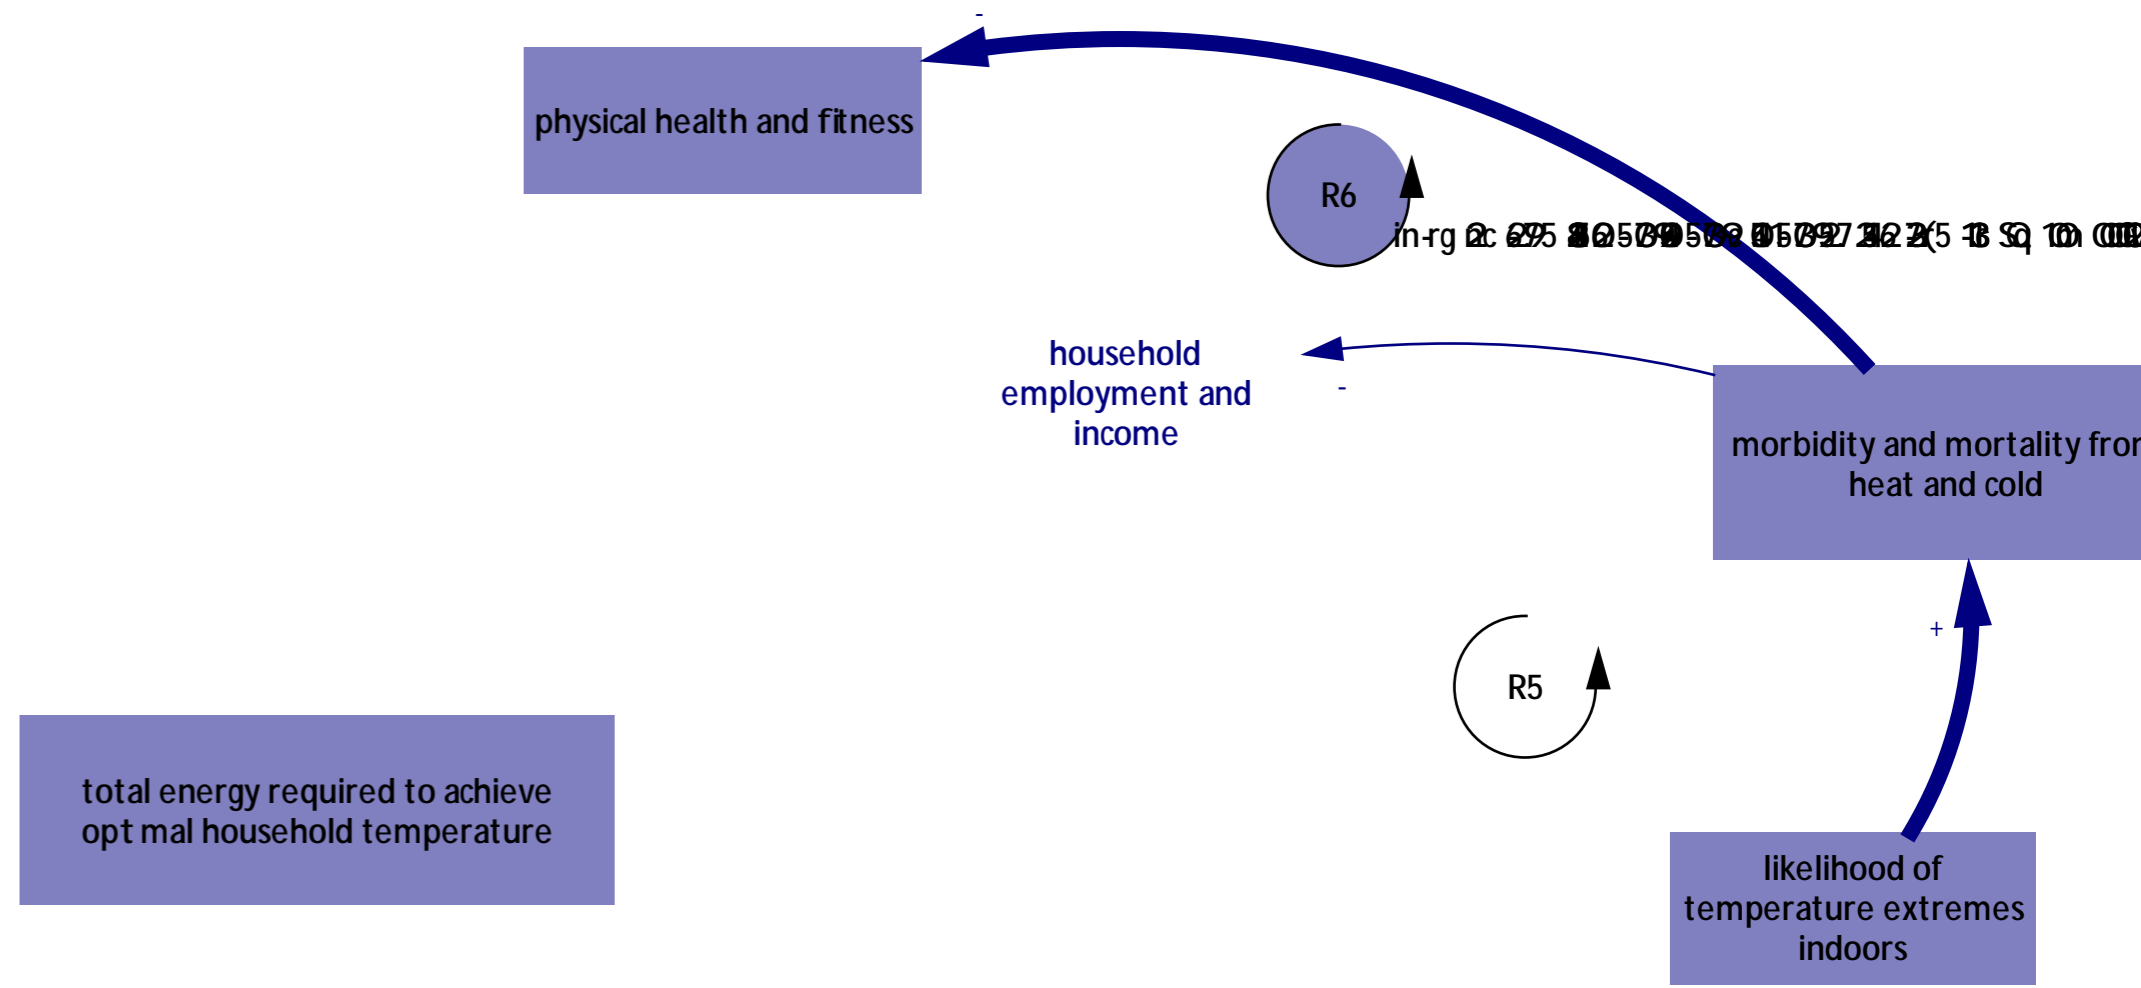 -
physical health and fitness
R6
household
employment and
income
-
morbidity and mortality
heat and cold
+
R5
total energy required to achieve
opt mal household temperature
likelihood of
temperature extremes
indoors